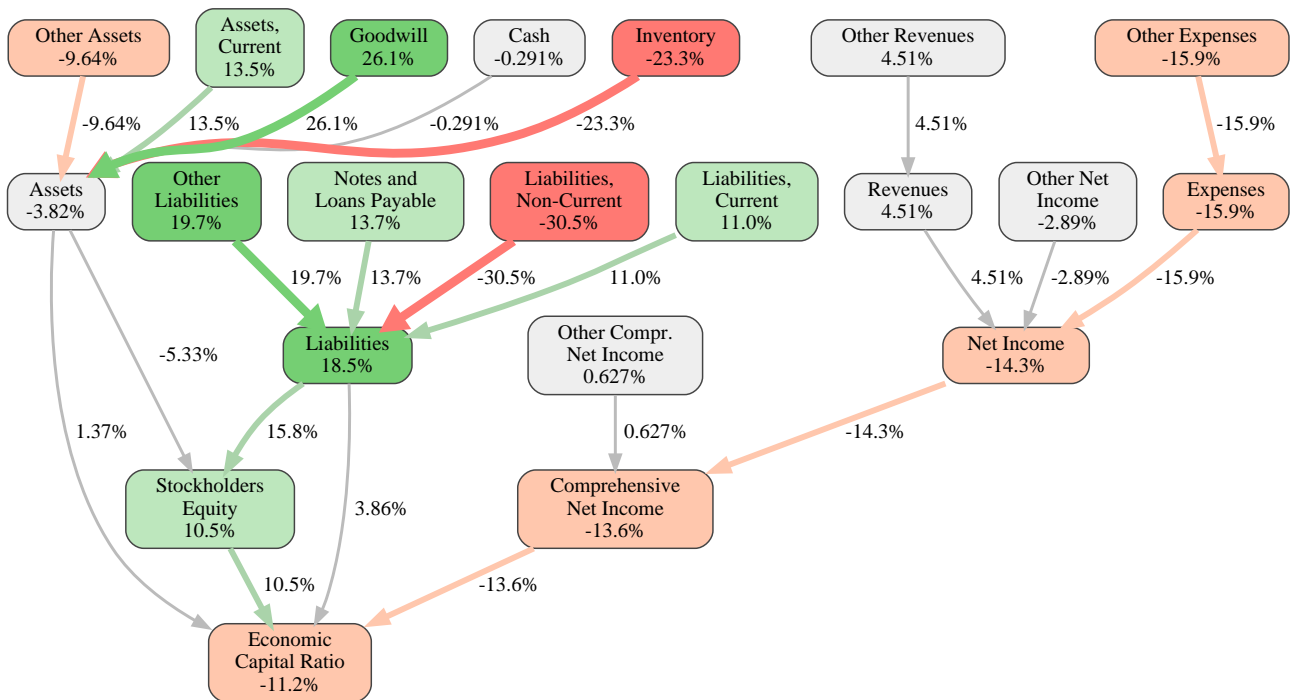 Other Assets
-9.64%
Assets,
Current
13.5%
Goodwill
26.1%
Cash
-0.291%
Inventory
-23.3%
Other Revenues
4.51%
Other Expenses
-15.9%
-9.64%
13.5%
26.1%
-0.291%
-23.3%
4.51%
-15.9%
Assets
-3.82%
Other
Liabilities
19.7%
Notes and
Loans Payable
13.7%
Liabilities,
Non-Current
-30.5%
Liabilities,
Current
11.0%
Revenues
4.51%
Other Net
Income
-2.89%
Expenses
-15.9%
19.7%
13.7%
-30.5%
11.0%
4.51%
-2.89%
-15.9%
-5.33%
Liabilities
18.5%
Other Compr.
Net Income
0.627%
Net Income
-14.3%
1.37%
15.8%
0.627%
-14.3%
Stockholders
Equity
10.5%
3.86%
Comprehensive
Net Income
-13.6%
10.5%
-13.6%
Economic
Capital Ratio
-11.2%